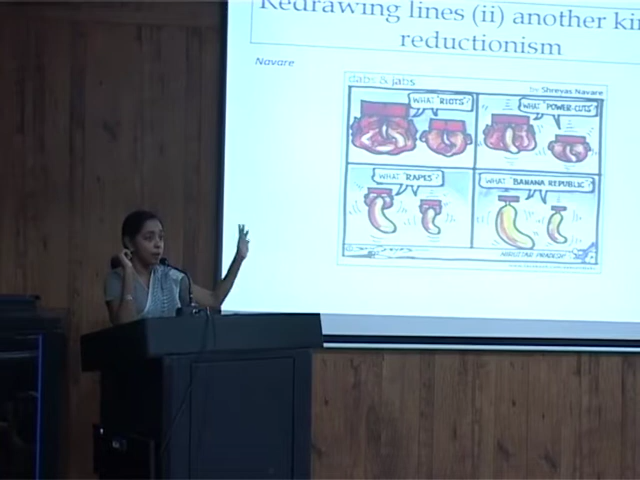 Redrawing lines (ii) another ki
reductionism
Navare
dabs & jabs
by Shreyas Navare
WHAT 'RIOTS'?
WHAT 'POWER-CUTS'?
WHAT 'RAPES'?
WHAT 'BANANA REPUBLIC'?